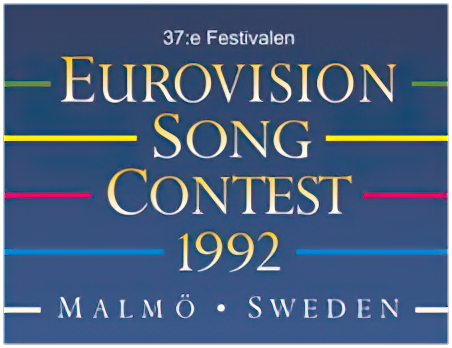 37:e Festivalen
EUROVISION
SONG
CONTEST
1992
MALMÖ • SWEDEN